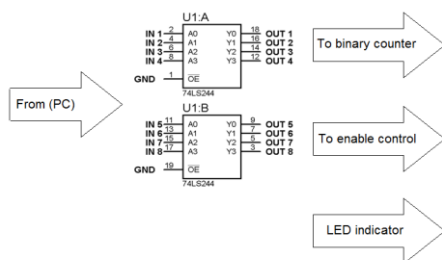 From (PC)
U1:A
IN 1 2 A0 Y0 18 OUT 1
IN 2 4 A1 Y1 16 OUT 2
IN 3 6 A2 Y2 14 OUT 3
IN 4 8 A3 Y3 12 OUT 4
GND 1 OE
74LS244
U1:B
IN 5 11 A0 Y0 9 OUT 5
IN 6 13 A1 Y1 7 OUT 6
IN 7 15 A2 Y2 5 OUT 7
IN 8 17 A3 Y3 3 OUT 8
GND 19 OE
74LS244
To binary counter
To enable control
LED indicator